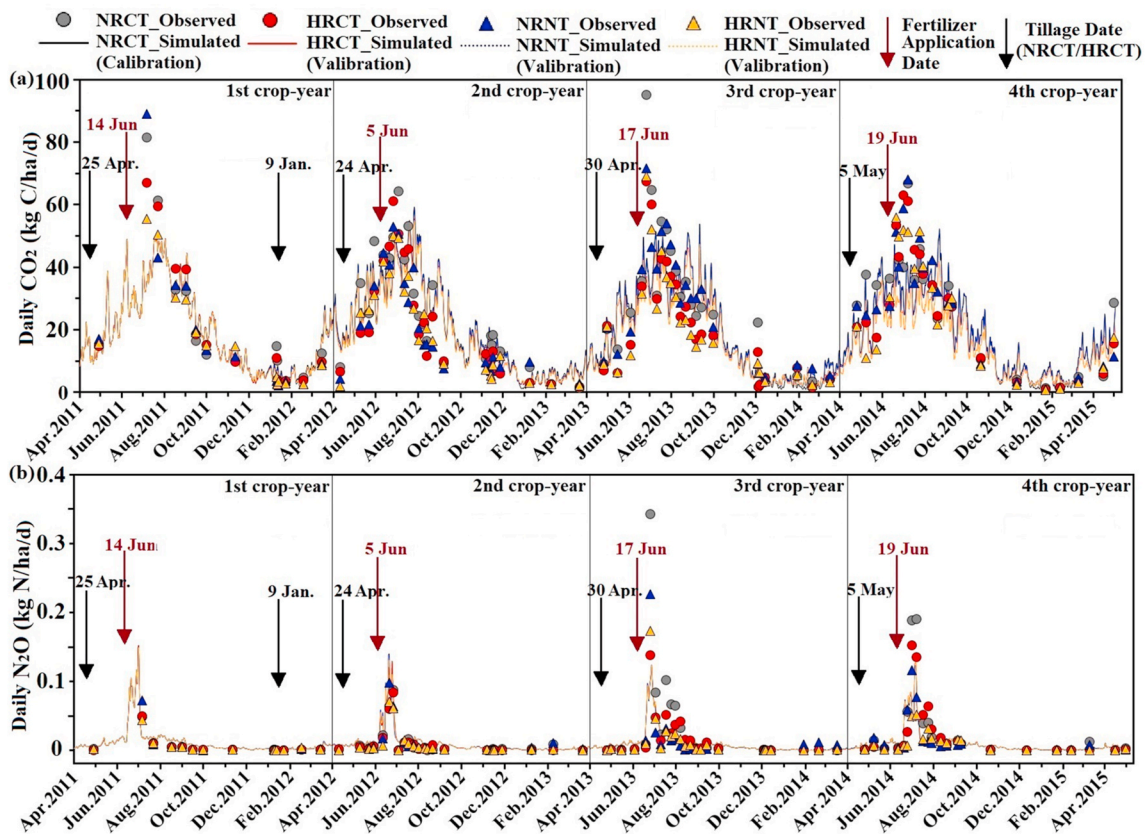 NRCT_Observed HRCT_Observed NRNT_Observed HRNT_Observed Fertilizer Tillage Date
NRCT_Simulated HRCT_Simulated NRNT_Simulated HRNT_Simulated Application (NRCT/HRCT)
(Calibration) (Valibration) (Valibration) (Valibration) Date
(a)
100
80
60
40
20
0
Daily CO₂ (kg C/ha/d)
1st crop-year 2nd crop-year 3rd crop-year 4th crop-year
14 Jun 5 Jun 17 Jun 19 Jun
25 Apr. 9 Jan. 24 Apr. 30 Apr. 5 May
Apr.2011 Jun.2011 Aug.2011 Oct.2011 Dec.2011 Feb.2012 Apr.2012 Jun.2012 Aug.2012 Oct.2012 Dec.2012 Feb.2013 Apr.2013 Jun.2013 Aug.2013 Oct.2013 Dec.2013 Feb.2014 Apr.2014 Jun.2014 Aug.2014 Oct.2014 Dec.2014 Feb.2015 Apr.2015
(b)
0.4
0.3
0.2
0.1
0
Daily N₂O (kg N/ha/d)
1st crop-year 2nd crop-year 3rd crop-year 4th crop-year
14 Jun 5 Jun 17 Jun 19 Jun
25 Apr. 9 Jan. 24 Apr. 30 Apr. 5 May
Apr.2011 Jun.2011 Aug.2011 Oct.2011 Dec.2011 Feb.2012 Apr.2012 Jun.2012 Aug.2012 Oct.2012 Dec.2012 Feb.2013 Apr.2013 Jun.2013 Aug.2013 Oct.2013 Dec.2013 Feb.2014 Apr.2014 Jun.2014 Aug.2014 Oct.2014 Dec.2014 Feb.2015 Apr.2015